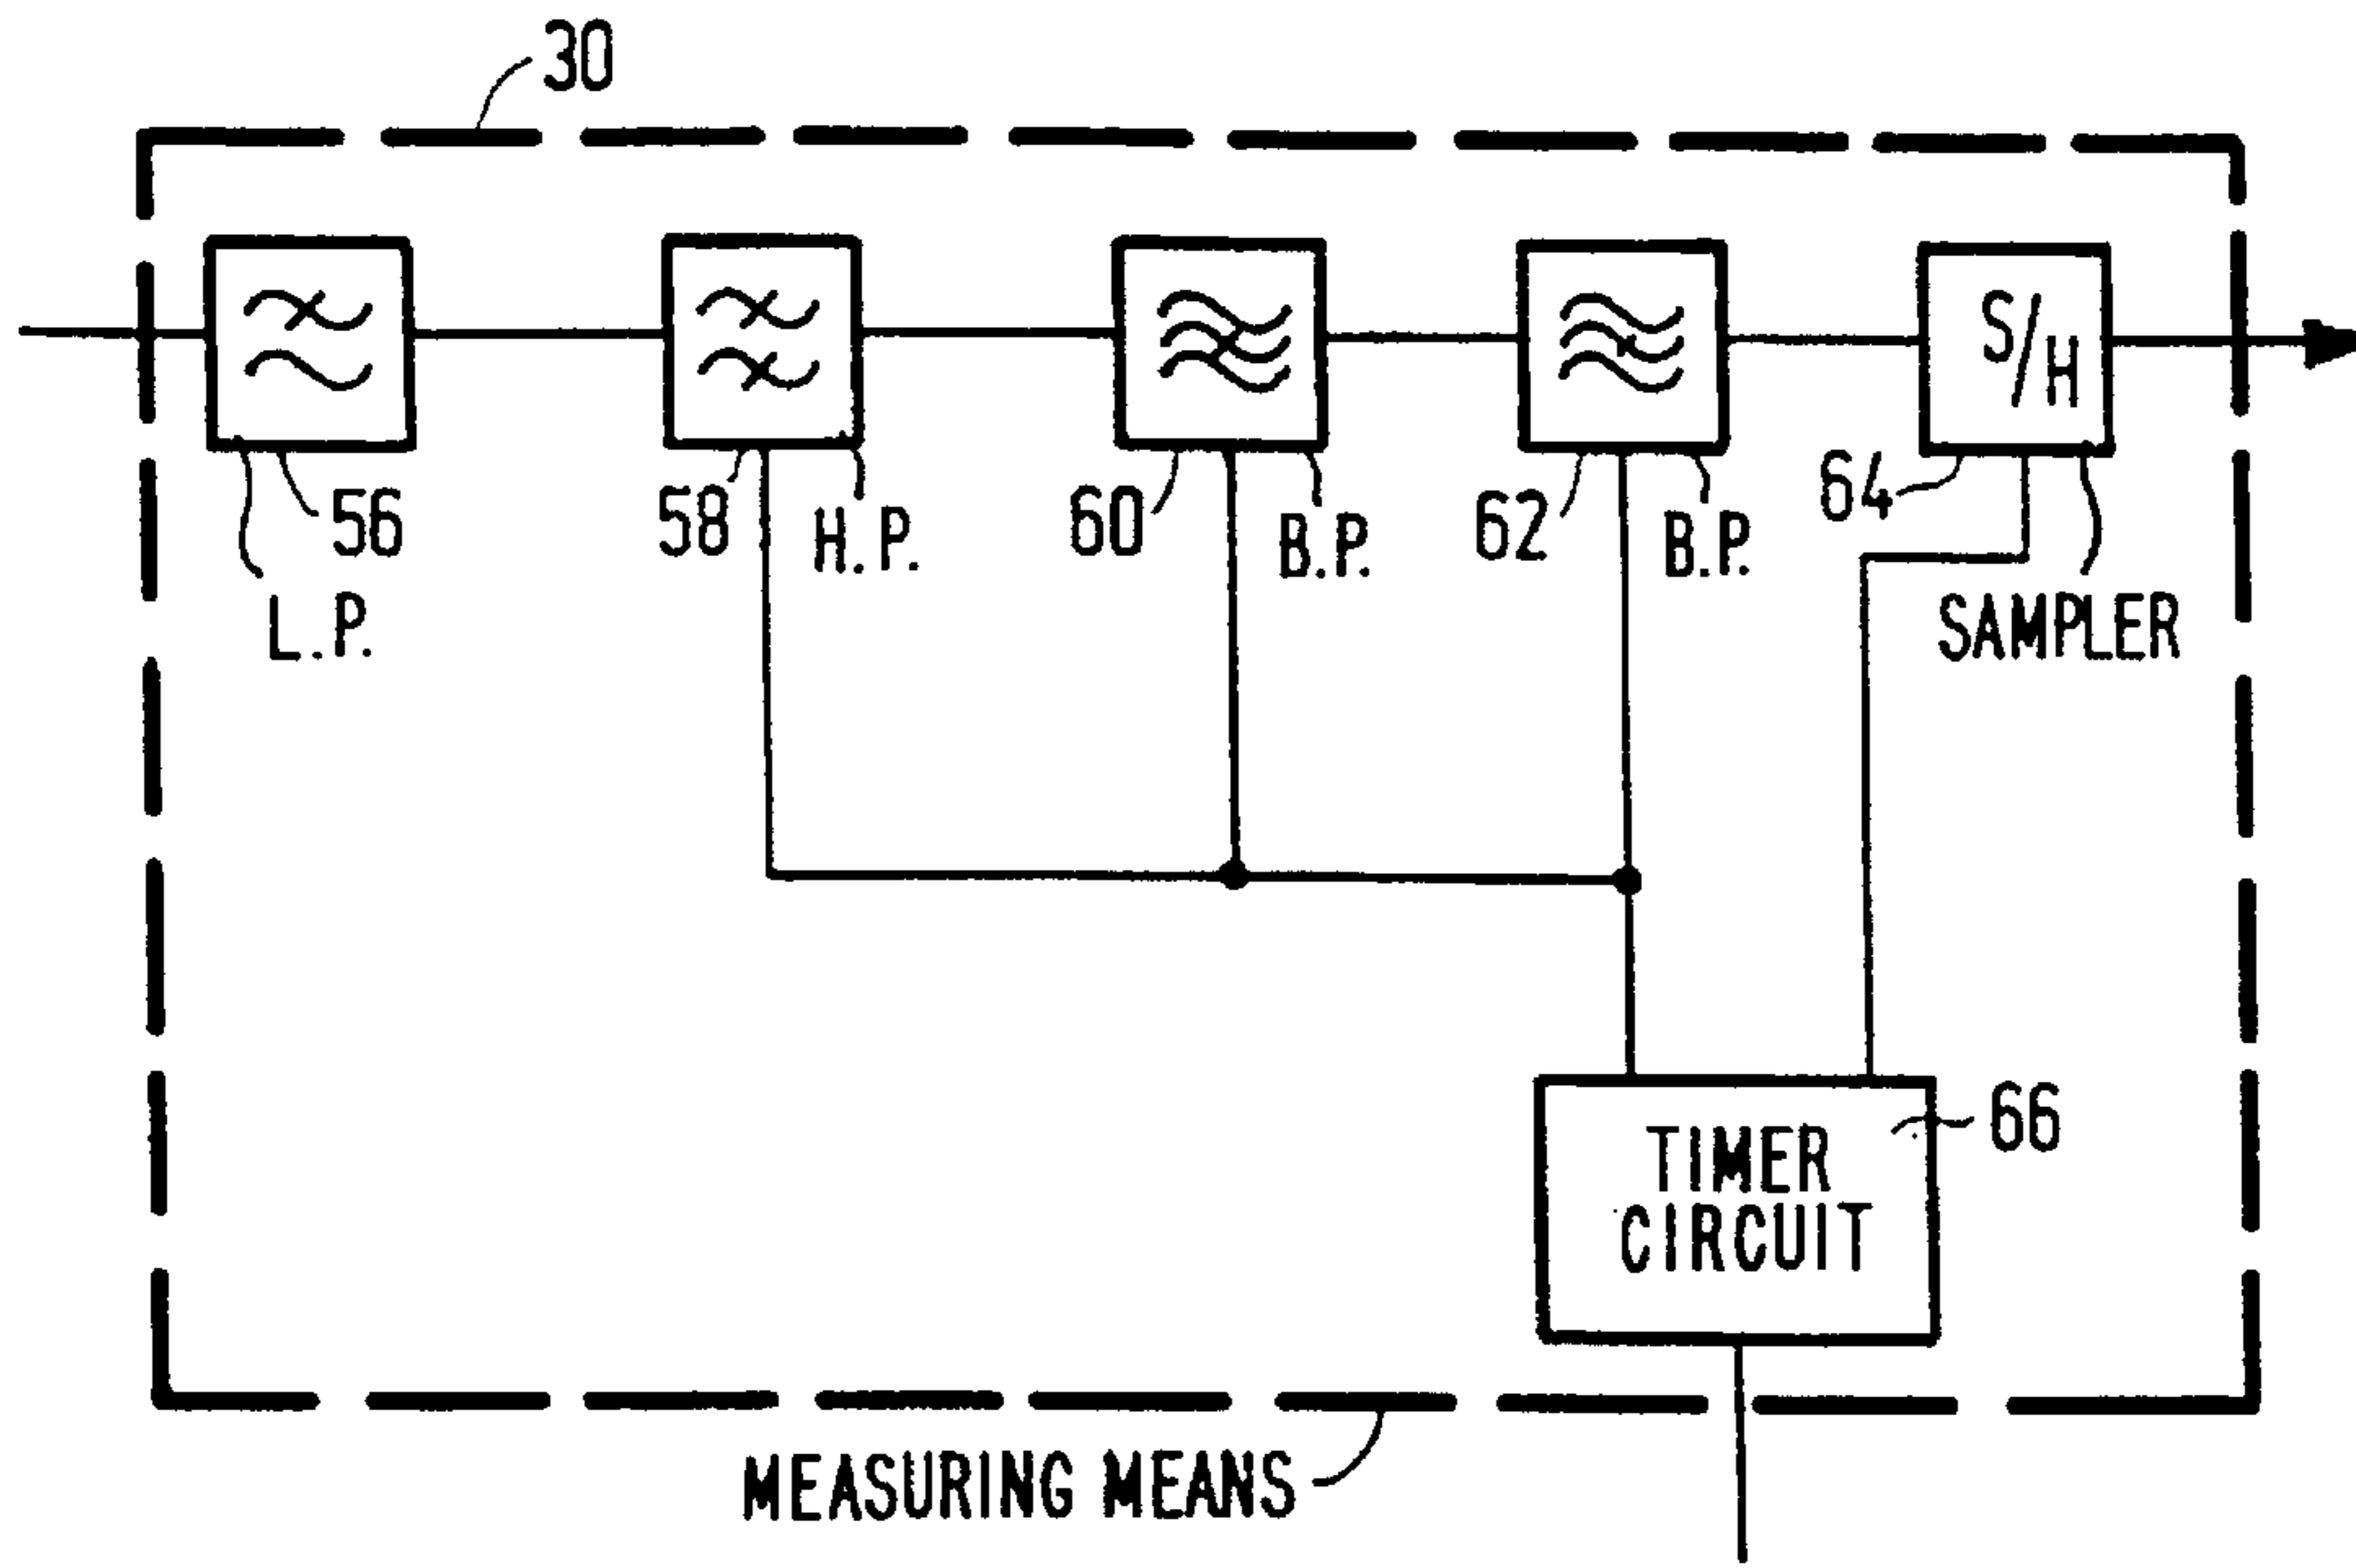 30
S/H
56
58
H.P.
60
B.P.
62
B.P.
64
L.P.
SAMPLER
66
TIMER
CIRCUIT
MEASURING MEANS